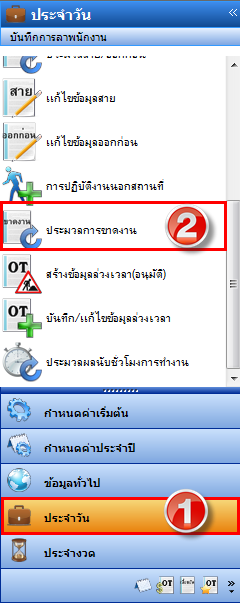 ประจำวัน
บันทึกการลาพนักงาน
สาย
แก้ไขข้อมูลสาย
ออกก่อน
แก้ไขข้อมูลออกก่อน
การปฏิบัติงานนอกสถานที่
ขาดงาน
ประมวลการขาดงาน
2
OT
สร้างข้อมูลล่วงเวลา(อนุมัติ)
OT
บันทึก/แก้ไขข้อมูลล่วงเวลา
ประมวลผลนับชั่วโมงการทำงาน
กำหนดค่าเริ่มต้น
กำหนดค่าประจำปี
ข้อมูลทั่วไป
ประจำวัน
1
ประจำงวด
OT
OT